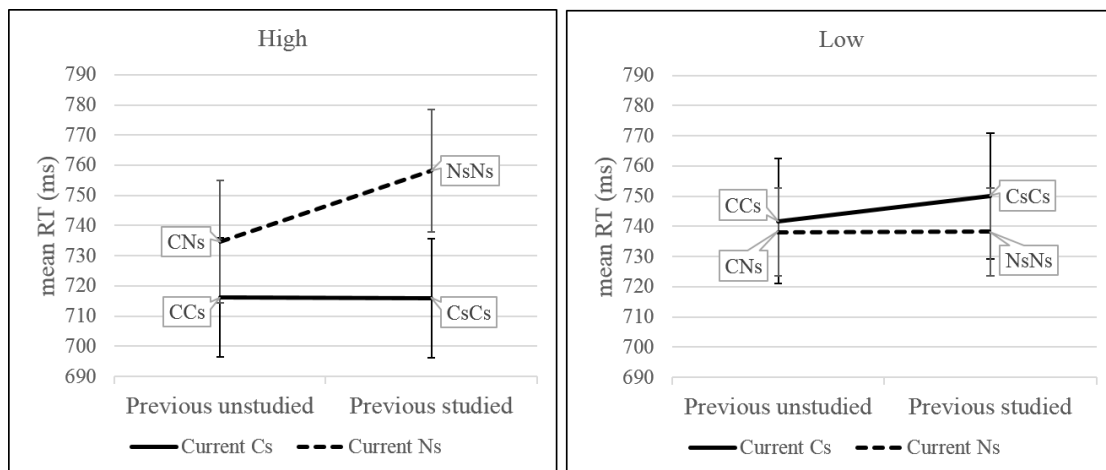 High
790
780
770
760
750
740
730
720
710
700
690
mean RT (ms)
CNs
NsNs
CCs
CsCs
Previous unstudied Previous studied
Current Cs Current Ns
Low
790
780
770
760
750
740
730
720
710
700
690
mean RT (ms)
CCs
CsCs
CNs
NsNs
Previous unstudied Previous studied
Current Cs Current Ns